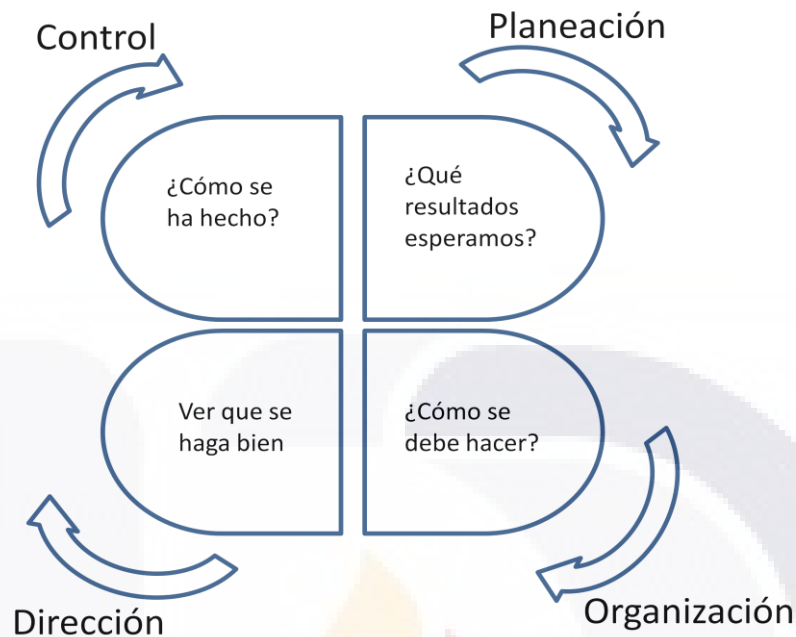 Control
Planeación
¿Cómo se
ha hecho?
¿Qué
resultados
esperamos?
Ver que se
haga bien
¿Cómo se
debe hacer?
Dirección
Organización